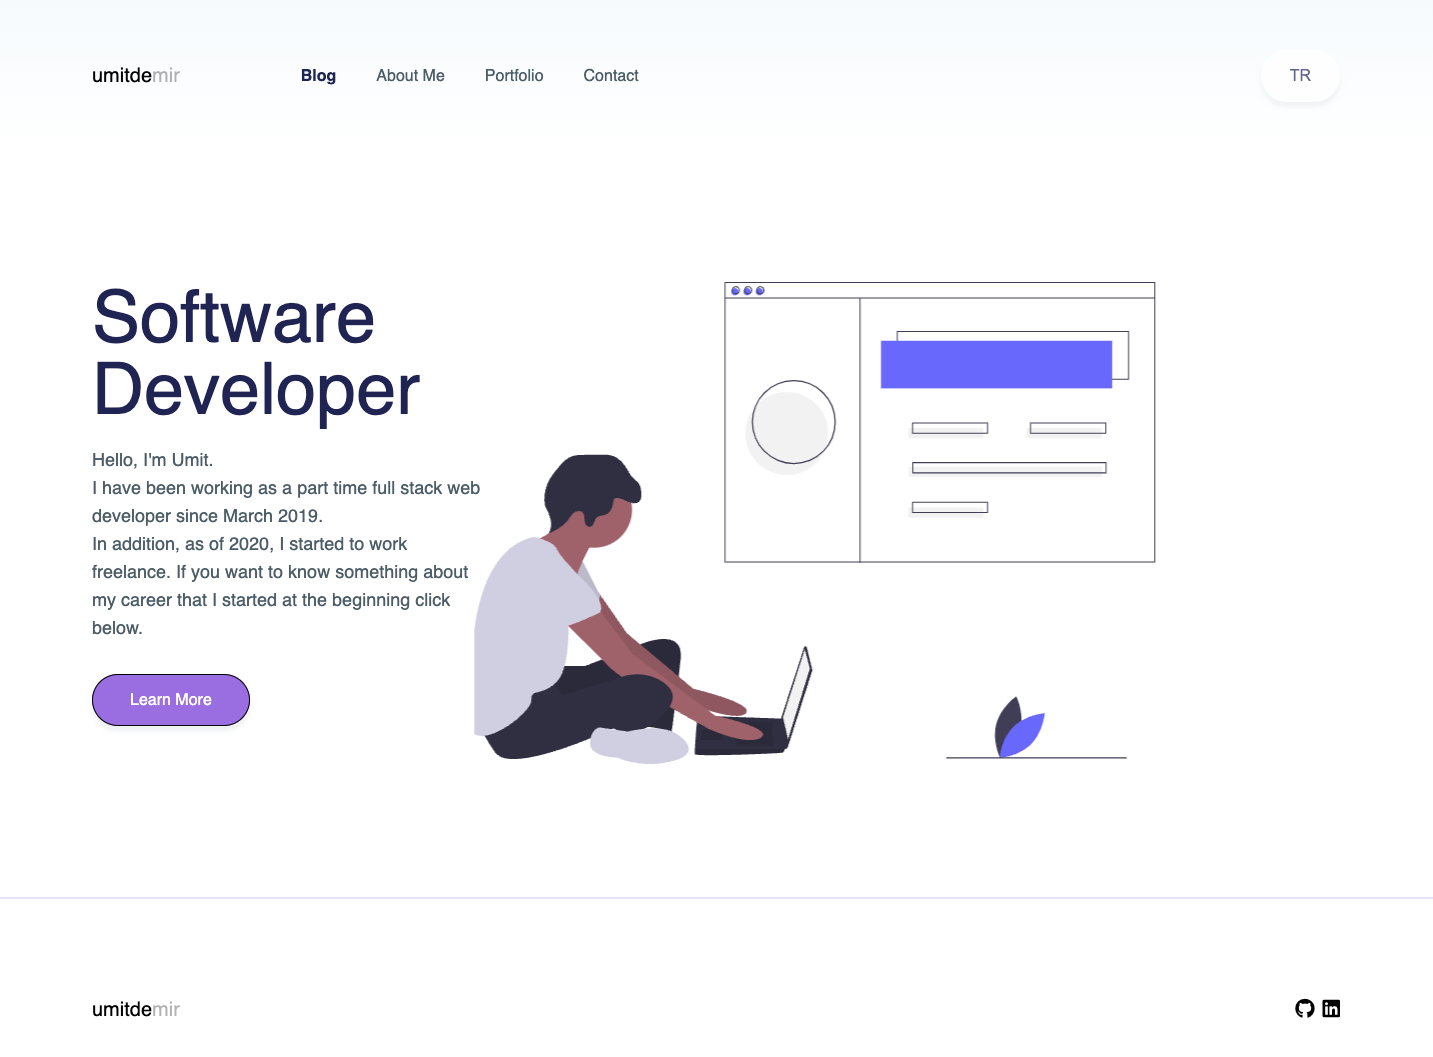 umitdemir
Blog
About Me
Portfolio
Contact
TR
Software
Developer
Hello, I'm Umit.
I have been working as a part time full stack web
developer since March 2019.
In addition, as of 2020, I started to work
freelance. If you want to know something about
my career that I started at the beginning click
below.
Learn More
umitdemir
in